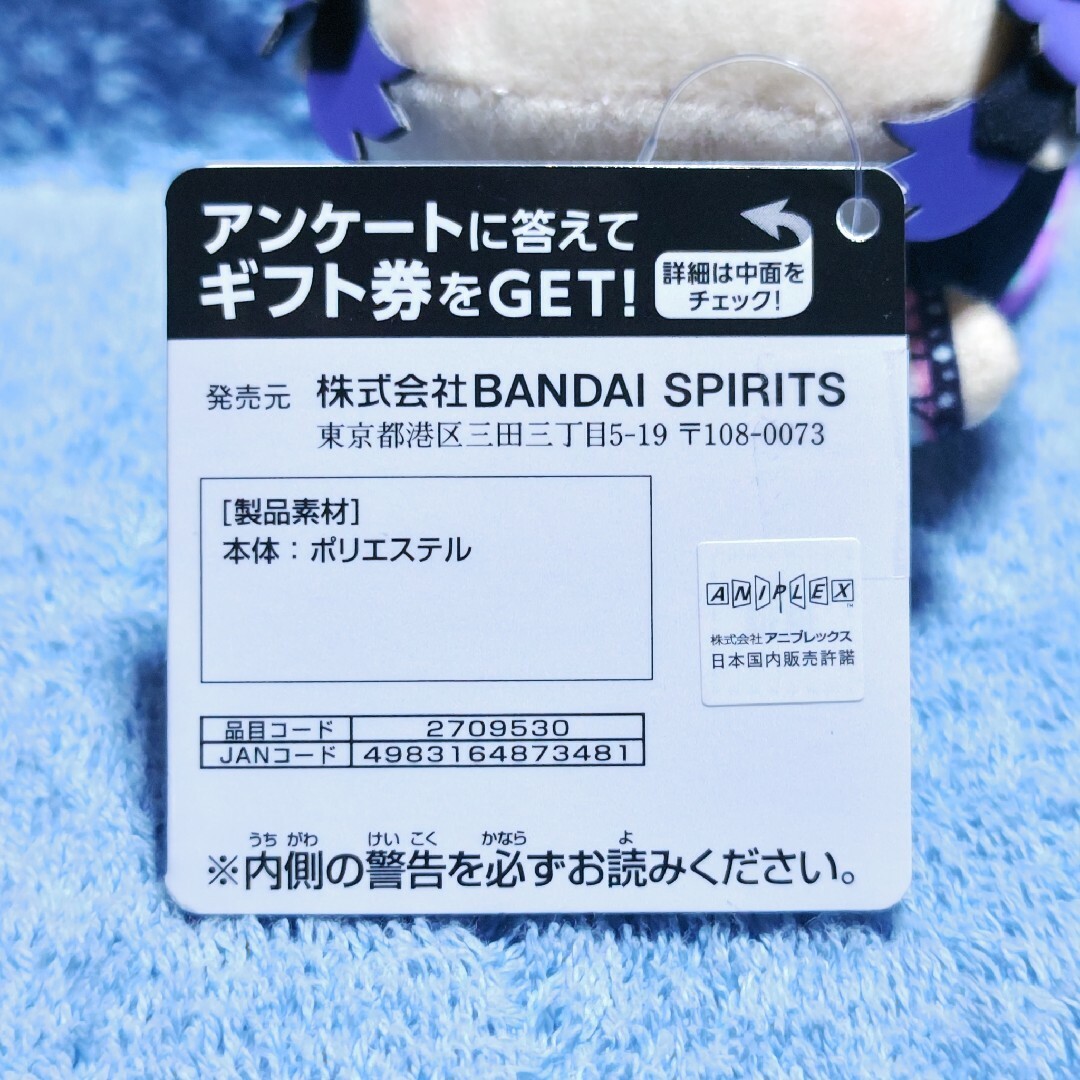 アンケートに答えて
ギフト券をGET!
詳細は中面を
チェック!
発売元 株式会社BANDAI SPIRITS
東京都港区三田三丁目5-19 〒108-0073
[製品素材]
本体：ポリエステル
ANIPLEX™
株式会社アニプレックス
日本国内販売許諾
品目コード 2709530
JANコード 4983164873481
うちがわ けいこく かなら よ
※内側の警告を必ずお読みください。